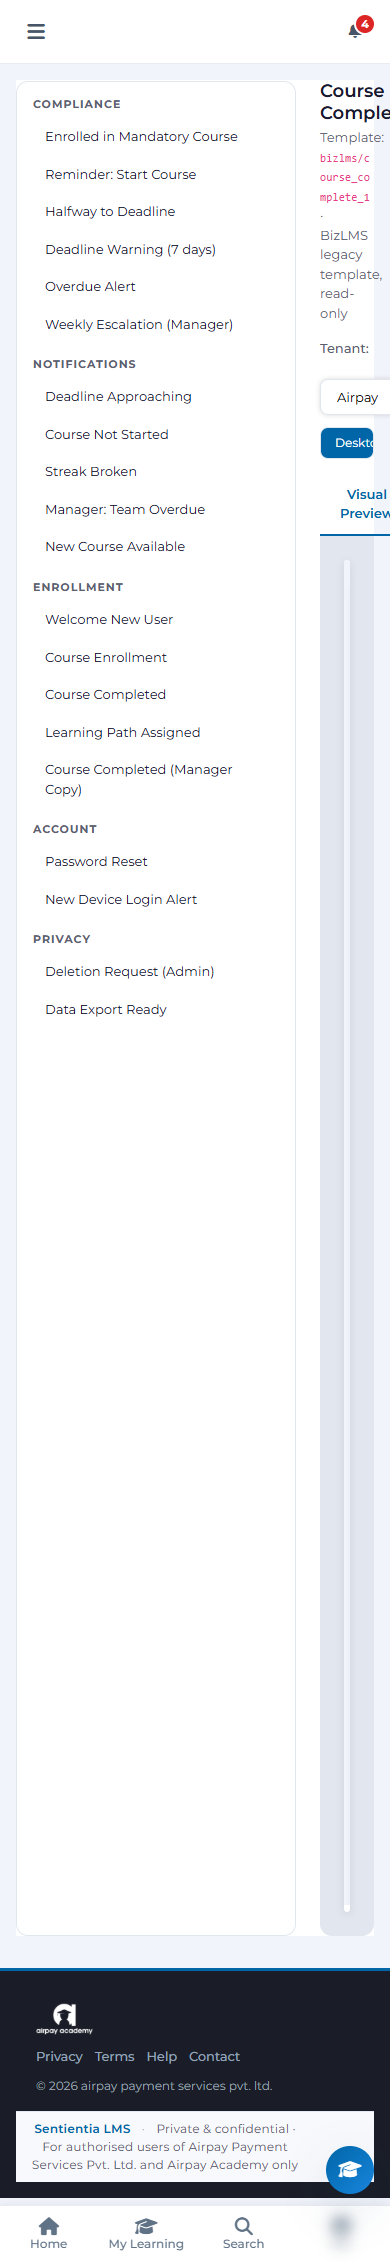 4
COMPLIANCE
Enrolled in Mandatory Course
Reminder: Start Course
Halfway to Deadline
Deadline Warning (7 days)
Overdue Alert
Weekly Escalation (Manager)
NOTIFICATIONS
Deadline Approaching
Course Not Started
Streak Broken
Manager: Team Overdue
New Course Available
ENROLLMENT
Welcome New User
Course Enrollment
Course Completed
Learning Path Assigned
Course Completed (Manager
Copy)
ACCOUNT
Password Reset
New Device Login Alert
PRIVACY
Deletion Request (Admin)
Data Export Ready
Course
Comple
Template:
bizlms/c
ourse_co
mplete_1
·
BizLMS
legacy
template,
read-
only
Tenant:
Airpay
Deskto
Visual
Preview
airpay academy
Privacy Terms Help Contact
© 2026 airpay payment services pvt. ltd.
Sentientia LMS · Private & confidential ·
For authorised users of Airpay Payment
Services Pvt. Ltd. and Airpay Academy only
Home My Learning Search